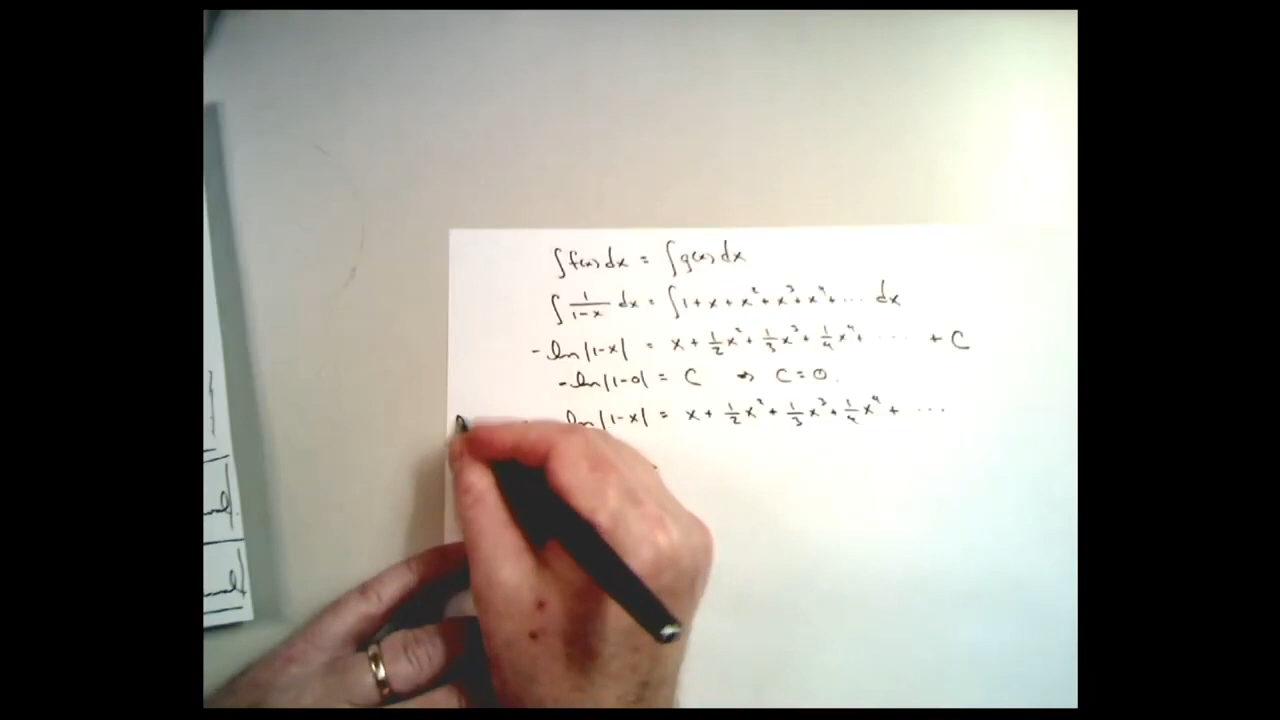 ∫f(x)dx = ∫g(x)dx
∫ 1/(1-x) dx = ∫1+x+x²+x³+x⁴+... dx
-ln|1-x| = x + 1/2x² + 1/3x³ + 1/4x⁴ + ... + C
-ln|1-0| = C ⇒ C=0.
ln|1-x| = x + 1/2x² + 1/3x³ + 1/4x⁴ + ...